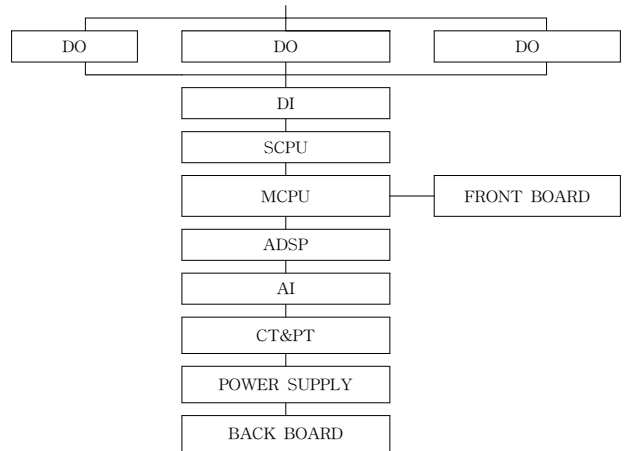 DO DO DO
DI
SCPU
MCPU FRONT BOARD
ADSP
AI
CT&PT
POWER SUPPLY
BACK BOARD